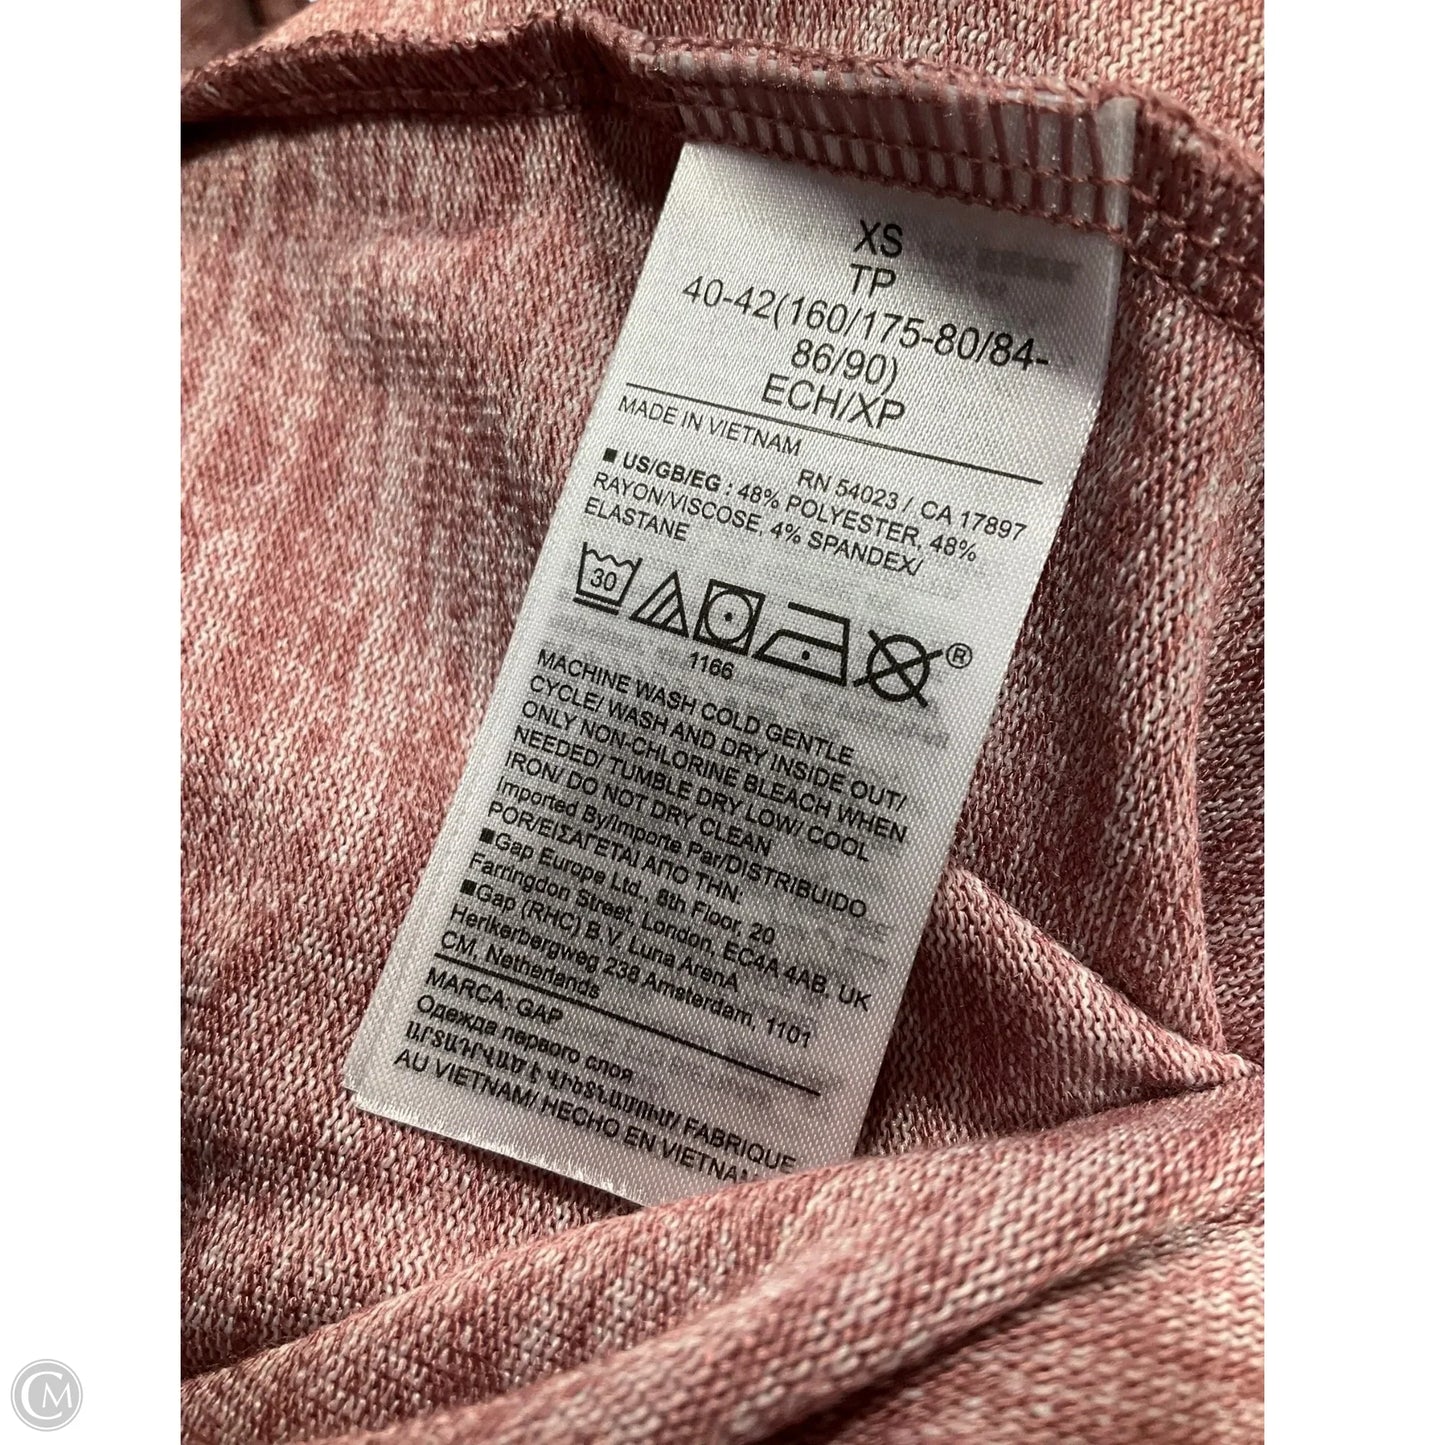 XS
TP
40-42(160/175-80/84-
86/90)
ECH/XP
MADE IN VIETNAM
RN 54023 / CA 17897
■ US/GB/EG : 48% POLYESTER, 48%
RAYON/VISCOSE, 4% SPANDEX/
ELASTANE
30
®
1166
MACHINE WASH COLD GENTLE
CYCLE/ WASH AND DRY INSIDE OUT/
ONLY NON-CHLORINE BLEACH WHEN
NEEDED/ TUMBLE DRY LOW/ COOL
IRON/ DO NOT DRY CLEAN
Imported By/Importe Par/DISTRIBUIDO
POR/ΕΙΣΑΓΕΤΑΙ ΑΠΟ ΤΗΝ:
■Gap Europe Ltd., 8th Floor, 20
Farringdon Street, London, EC4A 4AB, UK
■Gap (RHC) B.V, Luna ArenA
Herikerbergweg 238 Amsterdam, 1101
CM, Netherlands
MARCA: GAP
Одежда первого слоя
ԱՐՏԱԴՐՎԱԾ Է ՎԻԵՏՆԱՄՈՒՄ/ FABRIQUE
AU VIETNAM/ HECHO EN VIETNAM
CM